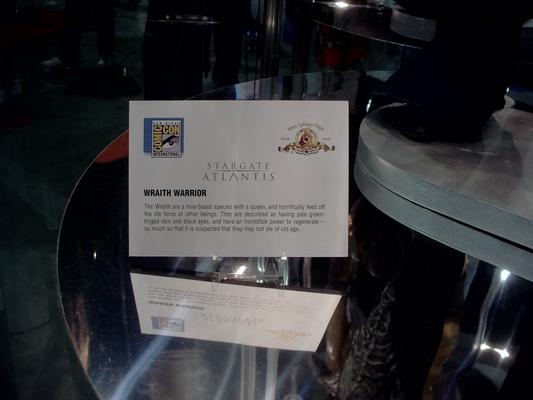 SAN DIEGO
COMIC CON
INTERNATIONAL
STARGATE
ATLANTIS
WRAITH WARRIOR
The Wraith are a hive-based species with a queen, and horrifically feed off
the life force of other beings. They are described as having pale green-
tinged skin and black eyes, and have an incredible power to regenerate –
so much so that it is suspected that they may not die of old age.